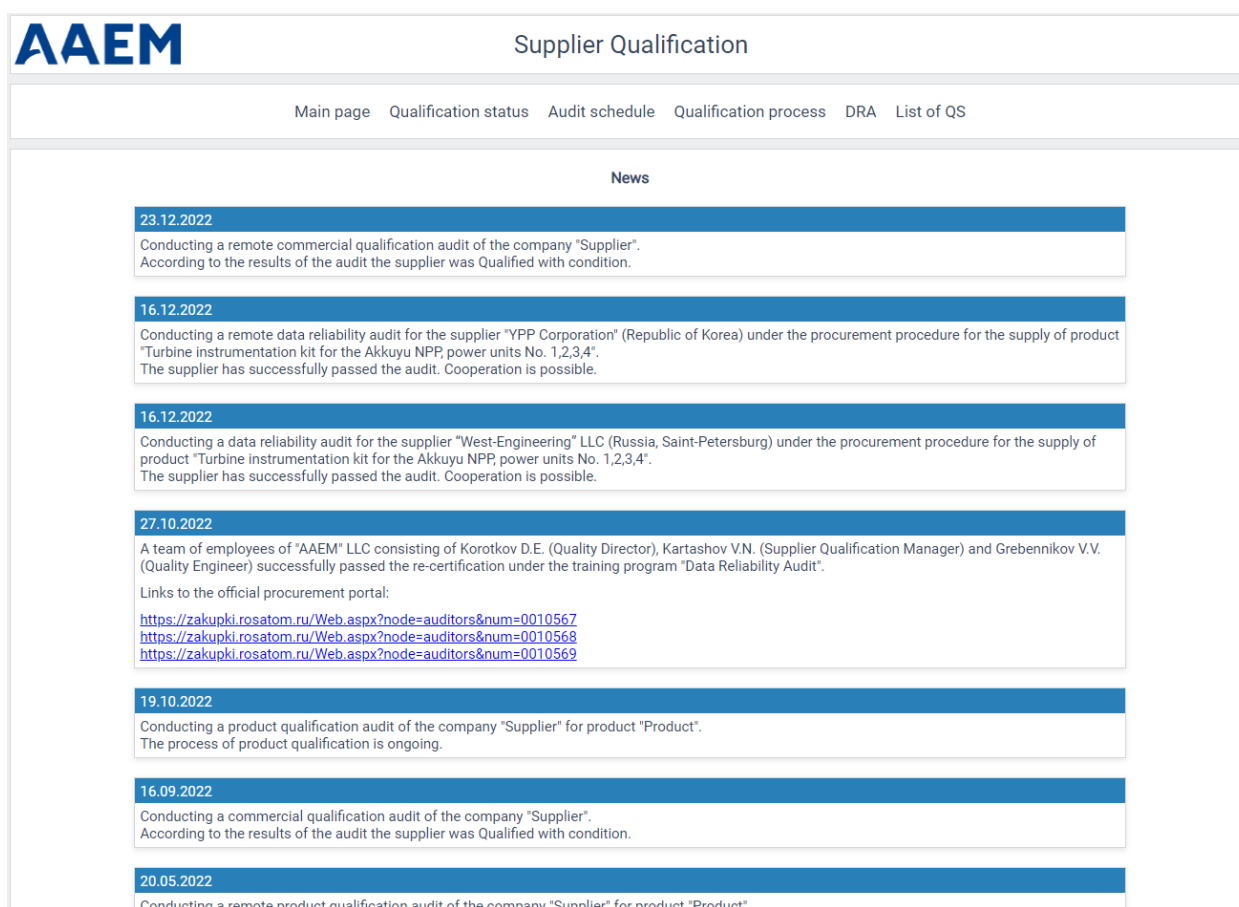 AAEM
Supplier Qualification
Main page Qualification status Audit schedule Qualification process DRA List of QS
News
23.12.2022
Conducting a remote commercial qualification audit of the company "Supplier".
According to the results of the audit the supplier was Qualified with condition.
16.12.2022
Conducting a remote data reliability audit for the supplier "YPP Corporation" (Republic of Korea) under the procurement procedure for the supply of product
"Turbine instrumentation kit for the Akkuyu NPP, power units No. 1,2,3,4".
The supplier has successfully passed the audit. Cooperation is possible.
16.12.2022
Conducting a data reliability audit for the supplier “West-Engineering” LLC (Russia, Saint-Petersburg) under the procurement procedure for the supply of
product "Turbine instrumentation kit for the Akkuyu NPP, power units No. 1,2,3,4".
The supplier has successfully passed the audit. Cooperation is possible.
27.10.2022
A team of employees of "AAEM" LLC consisting of Korotkov D.E. (Quality Director), Kartashov V.N. (Supplier Qualification Manager) and Grebennikov V.V.
(Quality Engineer) successfully passed the re-certification under the training program "Data Reliability Audit".
Links to the official procurement portal:
https://zakupki.rosatom.ru/Web.aspx?node=auditors&num=0010567
https://zakupki.rosatom.ru/Web.aspx?node=auditors&num=0010568
https://zakupki.rosatom.ru/Web.aspx?node=auditors&num=0010569
19.10.2022
Conducting a product qualification audit of the company "Supplier" for product "Product".
The process of product qualification is ongoing.
16.09.2022
Conducting a commercial qualification audit of the company "Supplier".
According to the results of the audit the supplier was Qualified with condition.
20.05.2022
Conducting a remote product qualification audit of the company "Supplier" for product "Product".